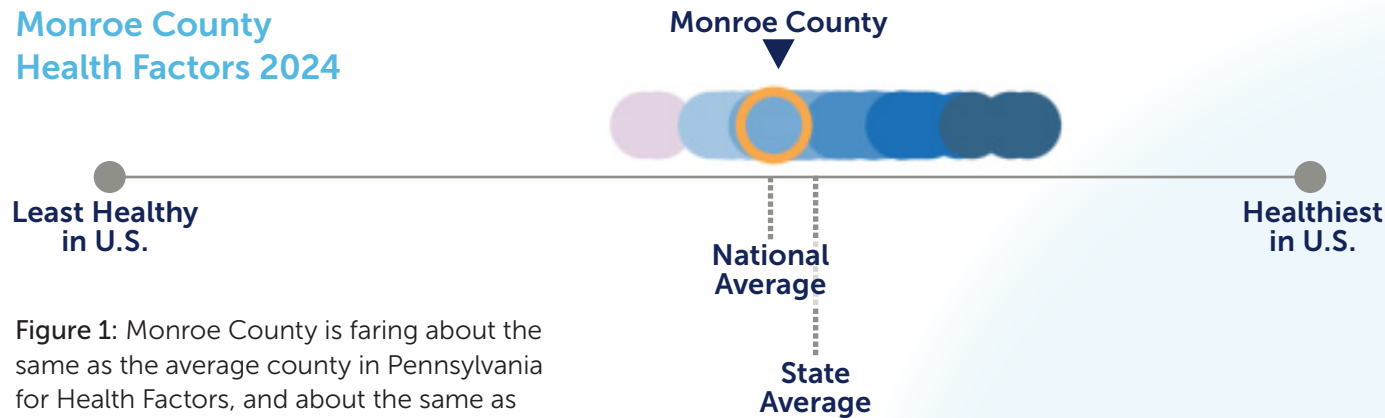 Monroe County
Health Factors 2024
Monroe County
Least Healthy
in U.S.
Healthiest
in U.S.
National
Average
State
Average
Figure 1: Monroe County is faring about the
same as the average county in Pennsylvania
for Health Factors, and about the same as